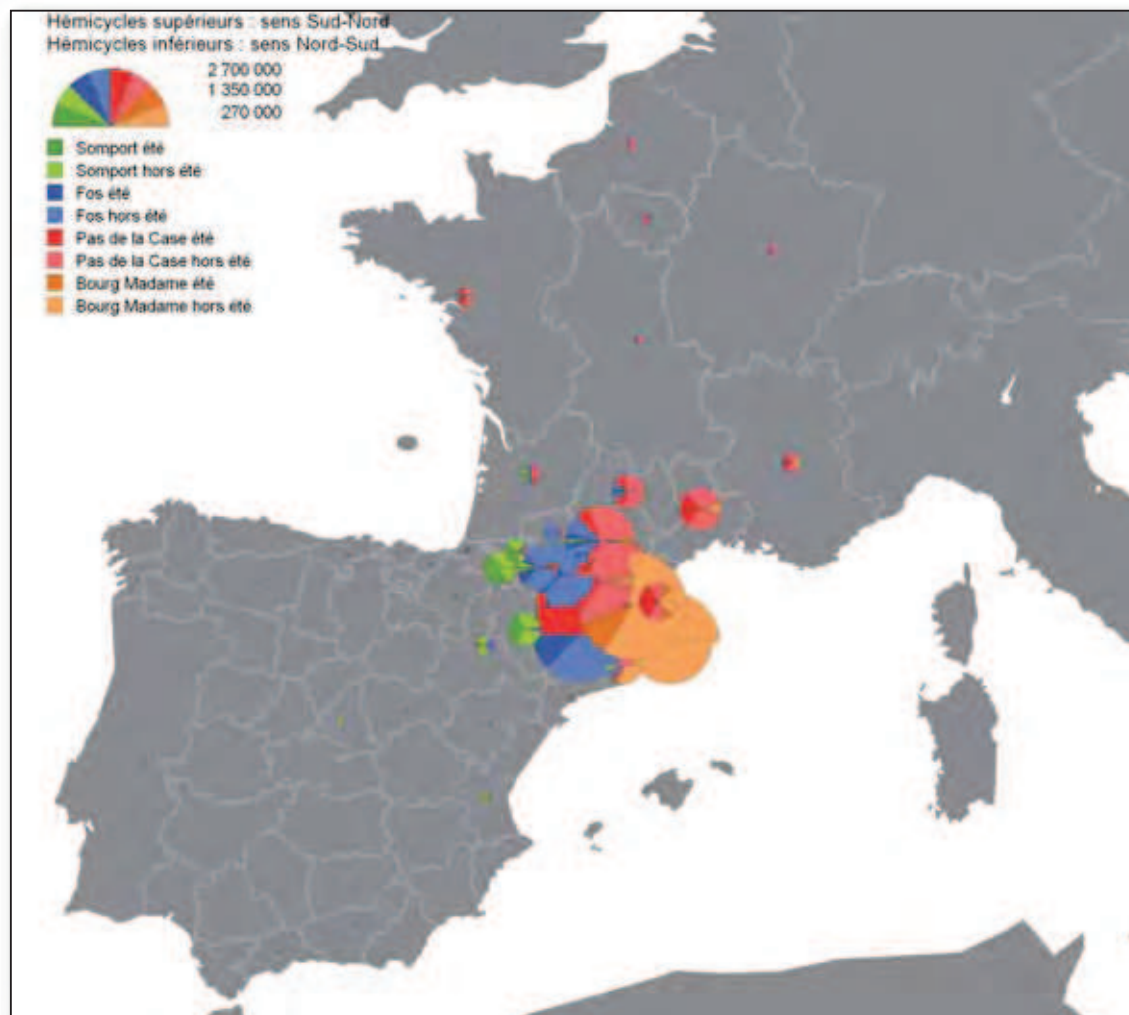 Hémicycles supérieurs : sens Sud-Nord
Hémicycles inférieurs : sens Nord-Sud
2 700 000
1 350 000
270 000
Somport été
Somport hors été
Fos été
Fos hors été
Pas de la Case été
Pas de la Case hors été
Bourg Madame été
Bourg Madame hors été